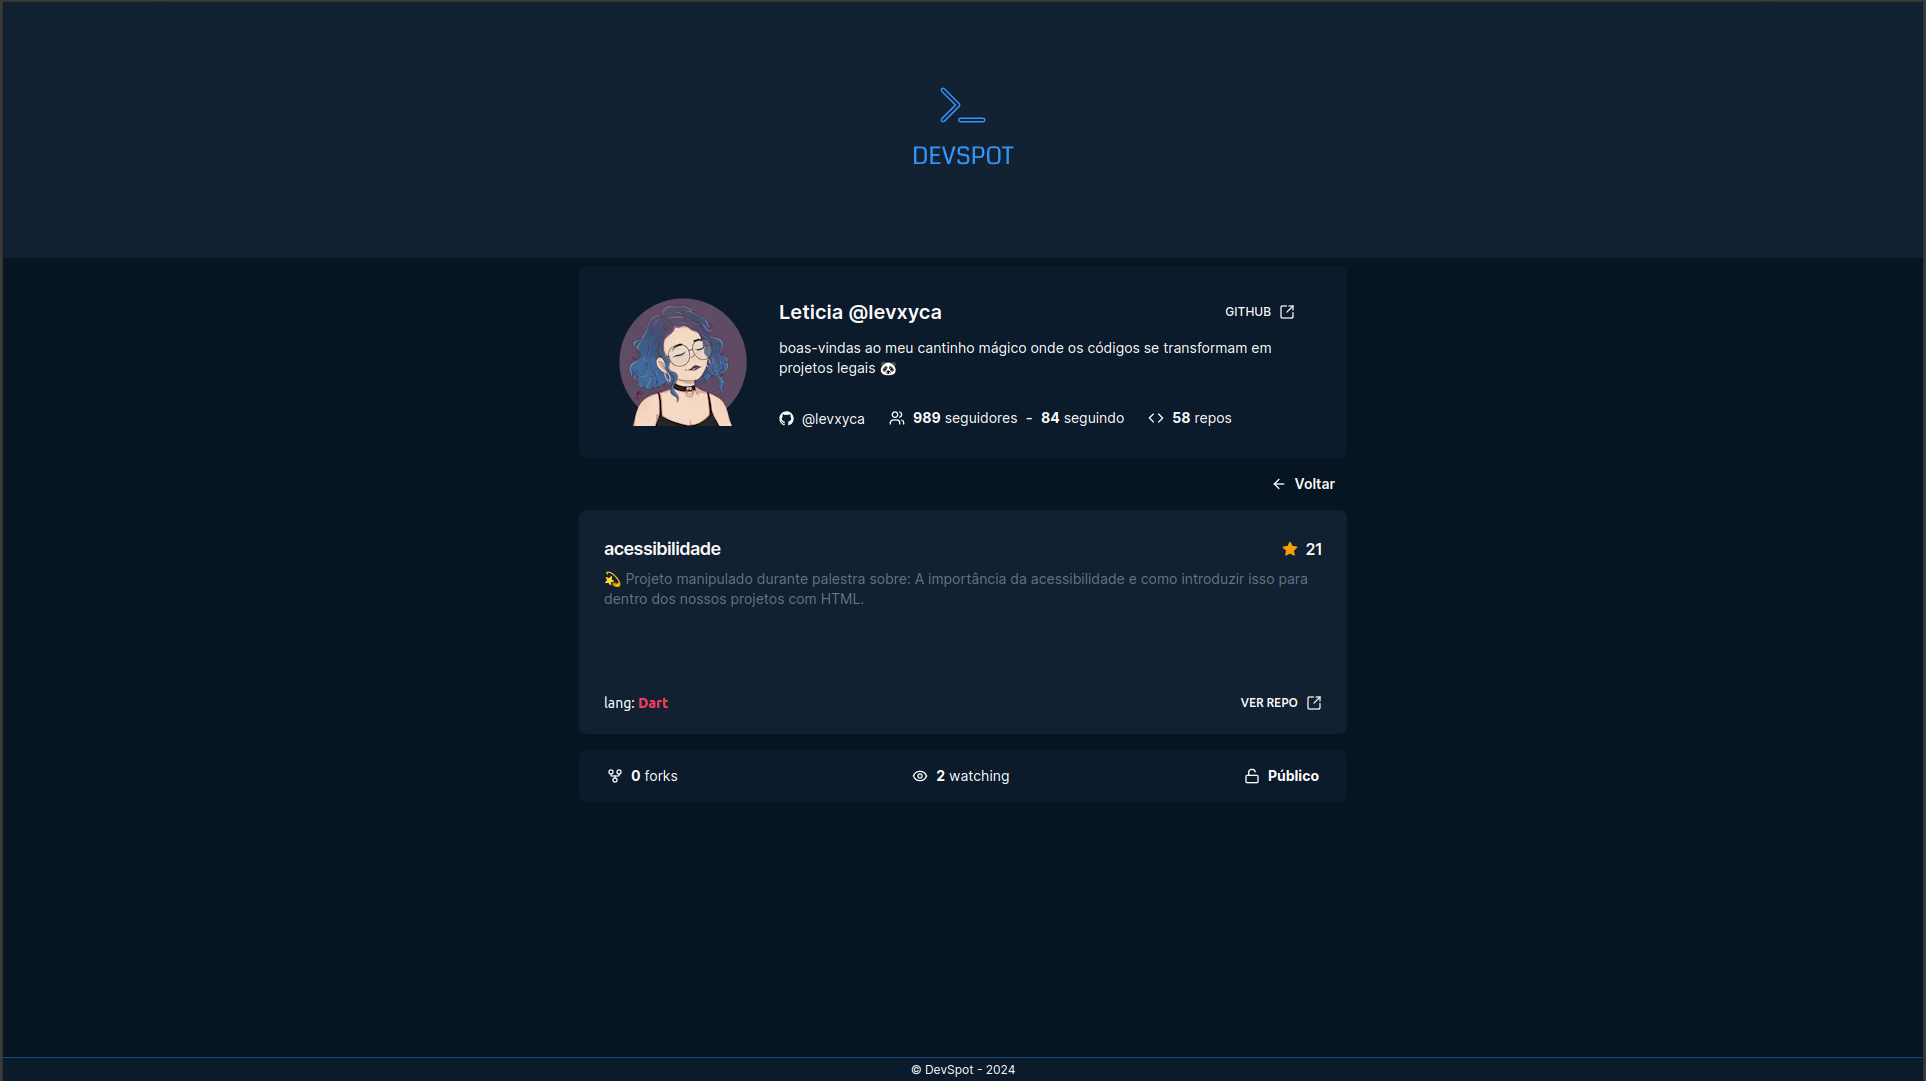 DEVSPOT
Leticia @levxyca
GITHUB
boas-vindas ao meu cantinho mágico onde os códigos se transformam em
projetos legais 🐼
@levxyca
989 seguidores - 84 seguindo
58 repos
Voltar
acessibilidade
21
💫 Projeto manipulado durante palestra sobre: A importância da acessibilidade e como introduzir isso para
dentro dos nossos projetos com HTML.
lang: Dart
VER REPO
0 forks
2 watching
Público
© DevSpot - 2024